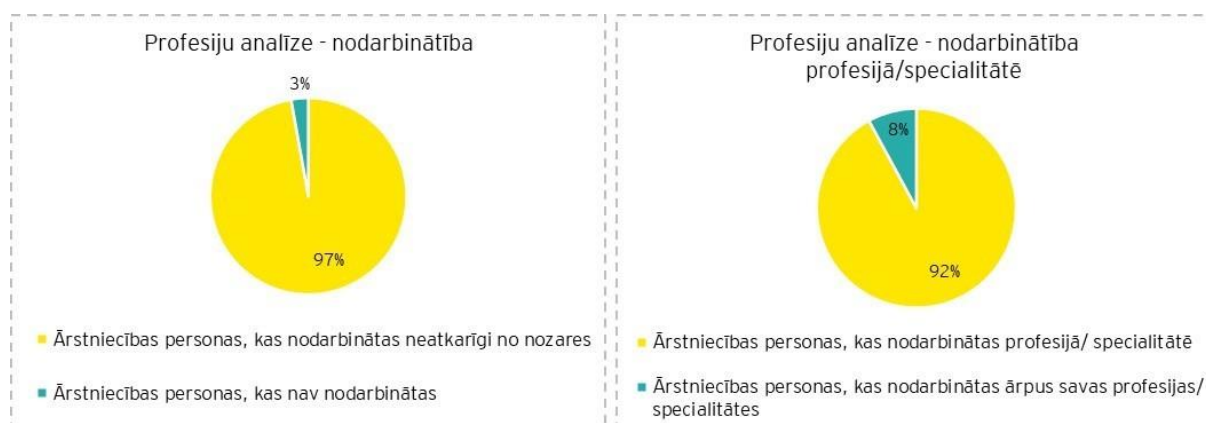 Profesiju analīze - nodarbinātība
3%
97%
Ārstniecības personas, kas nodarbinātas neatkarīgi no nozares
Ārstniecības personas, kas nav nodarbinātas
Profesiju analīze - nodarbinātība
profesijā/specialitātē
8%
92%
Ārstniecības personas, kas nodarbinātas profesijā/ specialitātē
Ārstniecības personas, kas nodarbinātas ārpus savas profesijas/
specialitātes